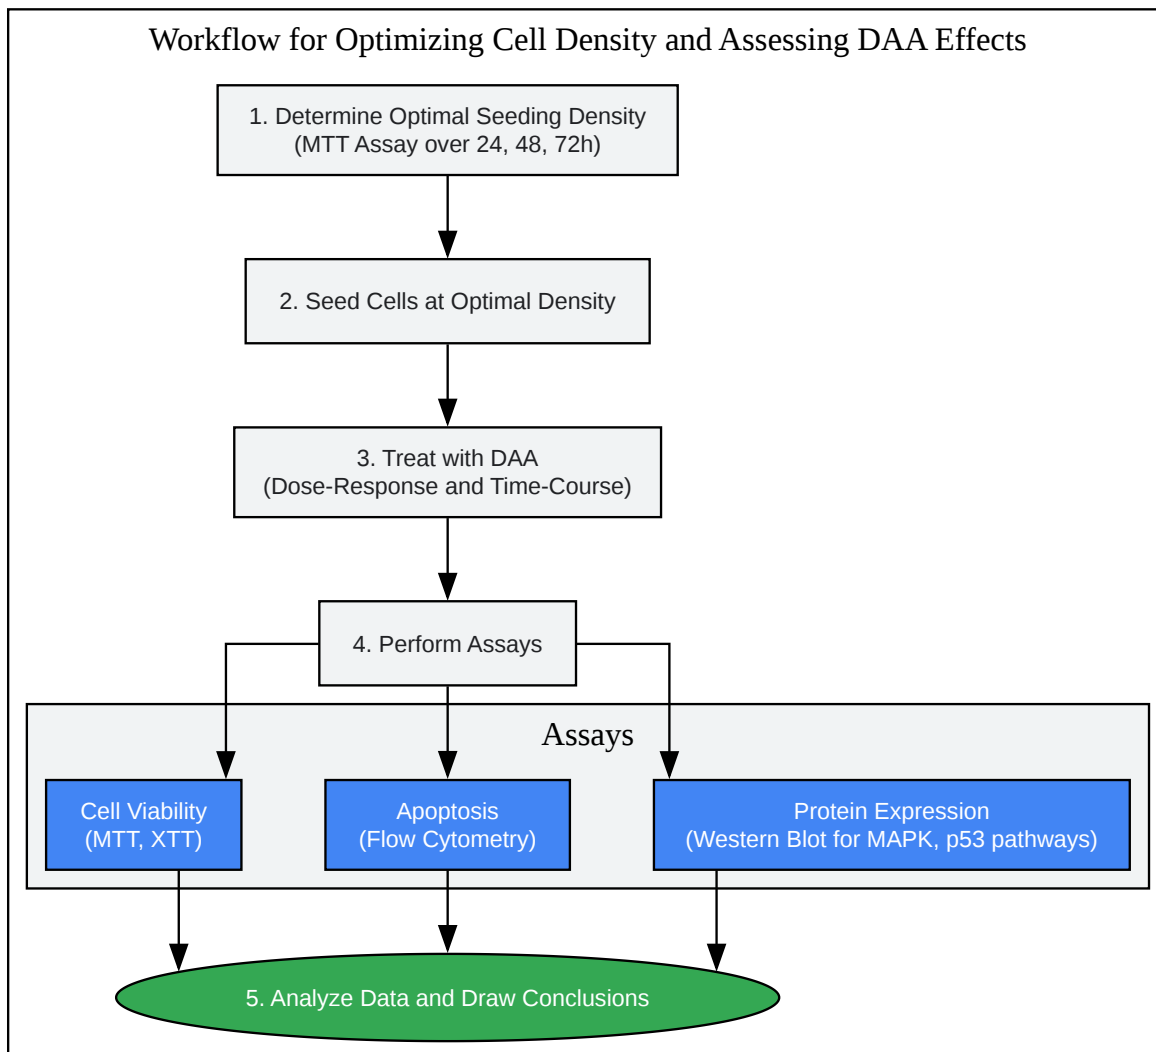 Workflow for Optimizing Cell Density and Assessing DAA Effects
1. Determine Optimal Seeding Density
(MTT Assay over 24, 48, 72h)
2. Seed Cells at Optimal Density
3. Treat with DAA
(Dose-Response and Time-Course)
4. Perform Assays
Assays
Cell Viability
(MTT, XTT)
Apoptosis
(Flow Cytometry)
Protein Expression
(Western Blot for MAPK, p53 pathways)
5. Analyze Data and Draw Conclusions